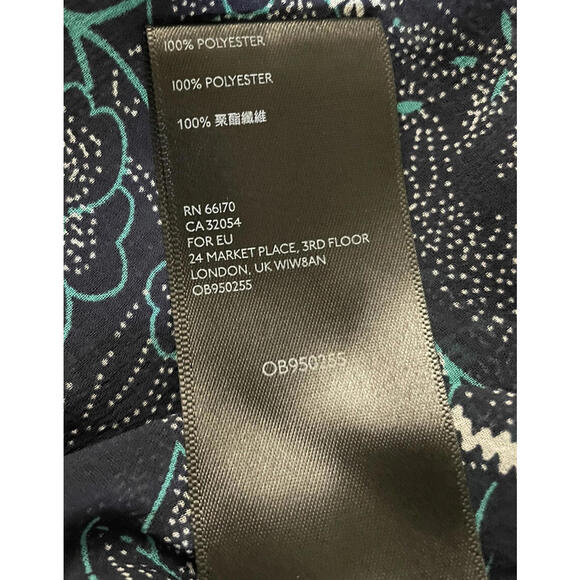 100% POLYESTER
100% POLYESTER
100% 聚酯纖維
RN 66170
CA 32054
FOR EU
24 MARKET PLACE, 3RD FLOOR
LONDON, UK W1W8AN
OB950255
OB950255